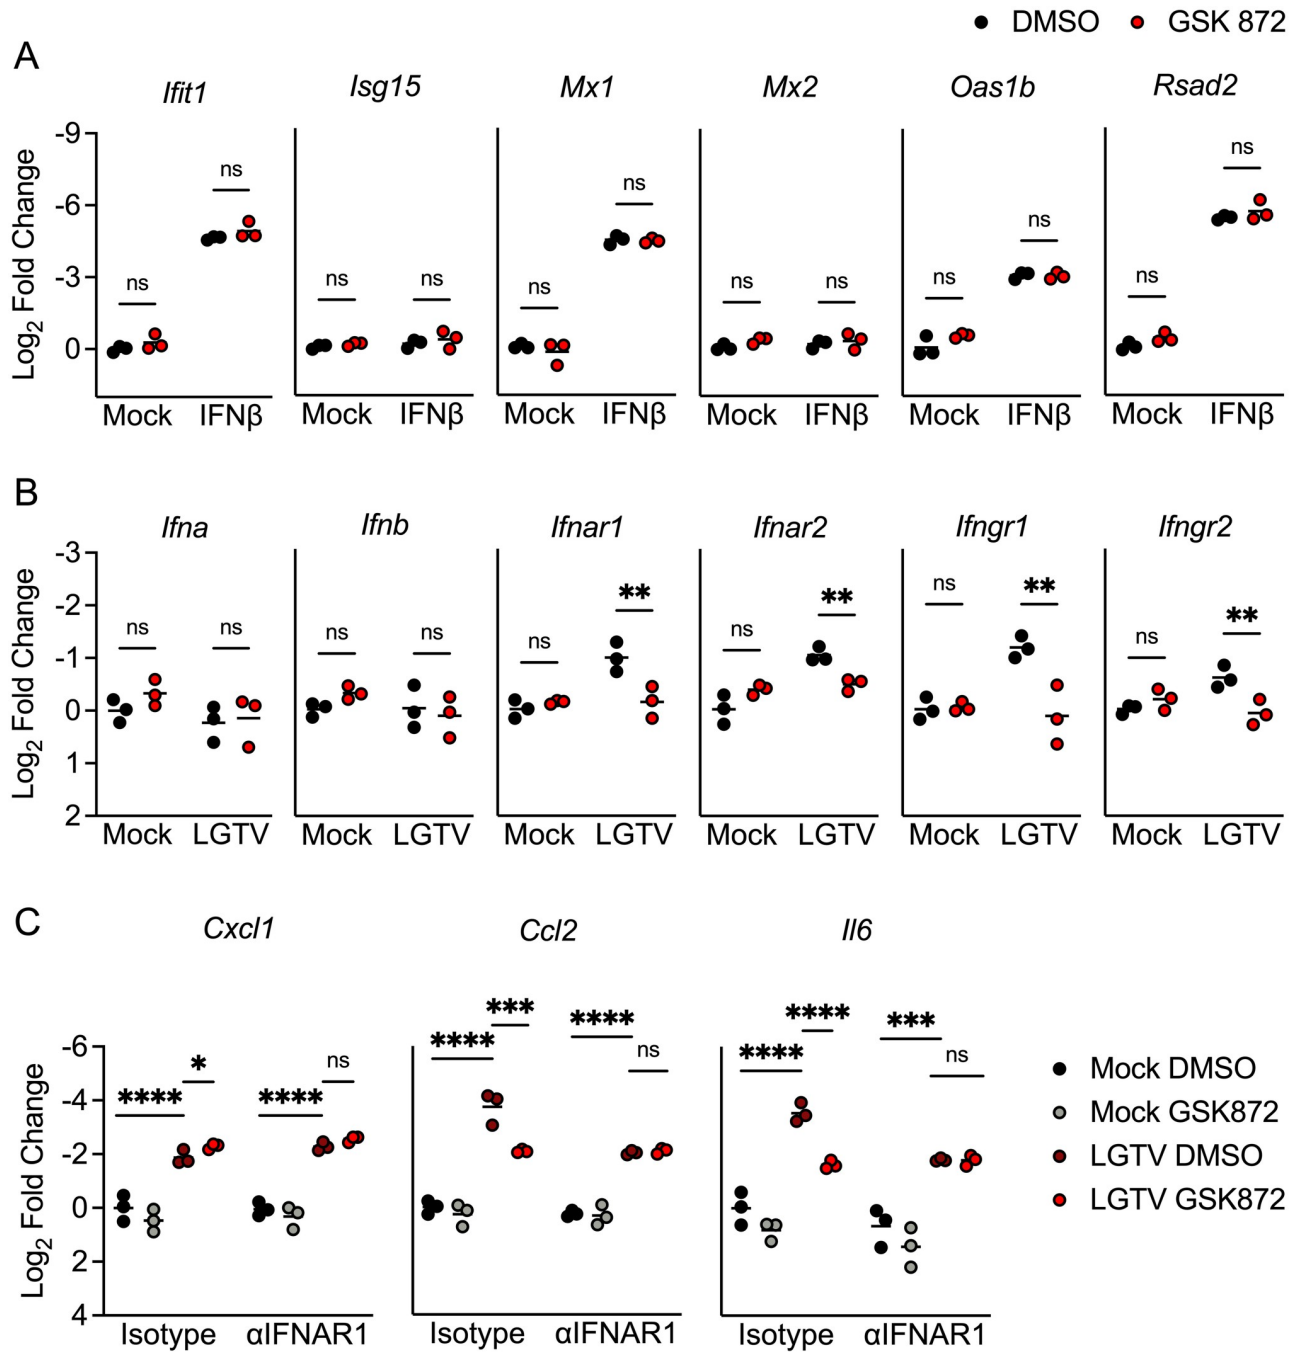 DMSO GSK 872
A
Ifit1 Isg15 Mx1 Mx2 Oas1b Rsad2
Log2 Fold Change
-9
-6
-3
0
ns ns ns ns ns ns ns ns ns ns ns ns
Mock IFNβ Mock IFNβ Mock IFNβ Mock IFNβ Mock IFNβ Mock IFNβ
B
Ifna Ifnb Ifnar1 Ifnar2 Ifngr1 Ifngr2
Log2 Fold Change
-3
-2
-1
0
1
2
ns ns ns ns ns ** ns ** ns ** ns **
Mock LGTV Mock LGTV Mock LGTV Mock LGTV Mock LGTV Mock LGTV
C
Cxcl1 Ccl2 Il6
Log2 Fold Change
-6
-4
-2
0
2
4
**** * **** ns **** *** **** ns **** **** *** ns
Isotype αIFNAR1 Isotype αIFNAR1 Isotype αIFNAR1
Mock DMSO
Mock GSK872
LGTV DMSO
LGTV GSK872